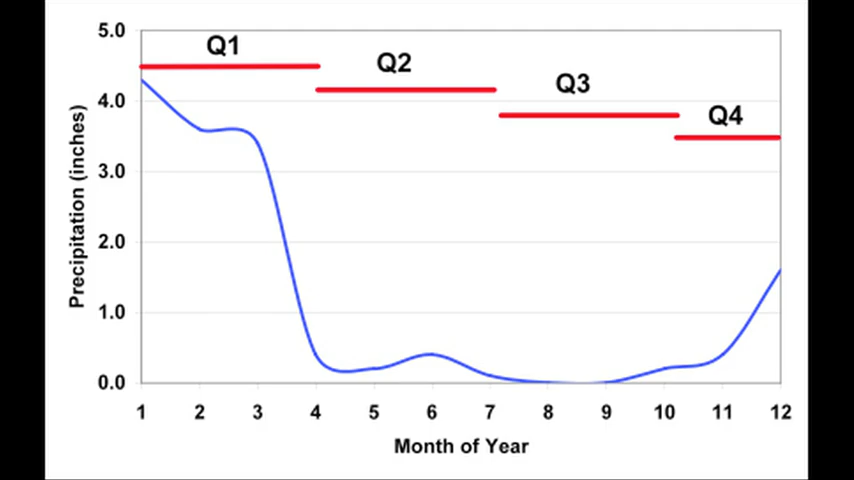 5.0
Q1
Q2
4.0
Q3
Q4
3.0
2.0
1.0
0.0
Precipitation (inches)
1 2 3 4 5 6 7 8 9 10 11 12
Month of Year